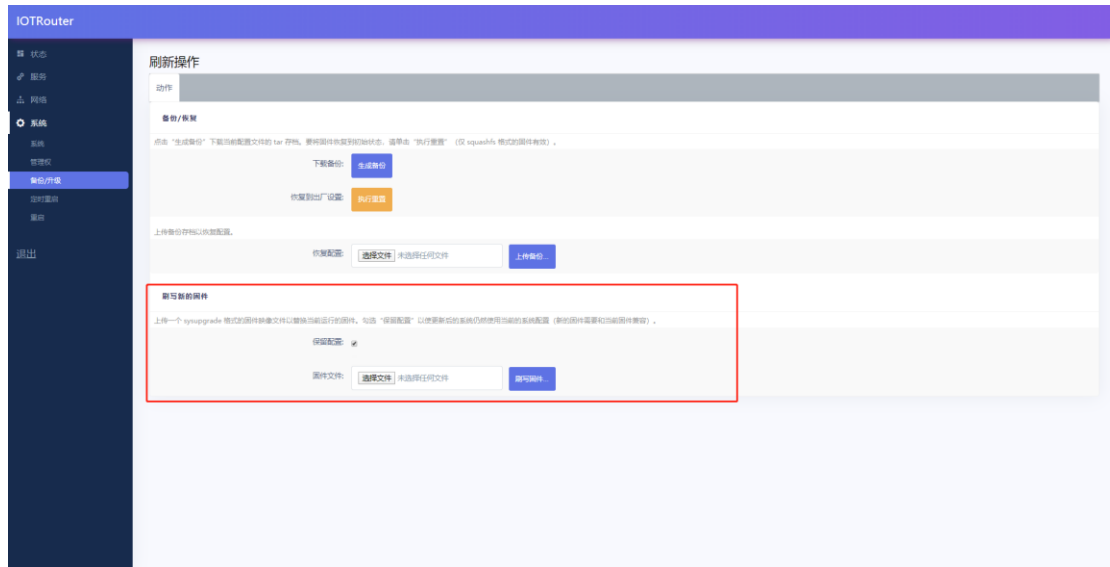 IOTRouter
状态
服务
网络
系统
系统
管理权
备份/升级
定时重启
重启
退出
刷新操作
动作
备份/恢复
点击“生成备份”下载当前配置文件的 tar 存档。要将固件恢复到初始状态，请单击“执行重置”（仅 squashfs 格式的固件有效）。
下载备份: 生成备份
恢复到出厂设置: 执行重置
上传备份存档以恢复配置。
恢复配置: 选择文件 未选择任何文件 上传备份...
刷写新的固件
上传一个 sysupgrade 格式的固件映像文件以替换当前运行的固件。勾选“保留配置”以便更新后的系统仍然使用当前的系统配置（新的固件需要和当前固件兼容）。
保留配置:
固件文件: 选择文件 未选择任何文件 刷写固件...